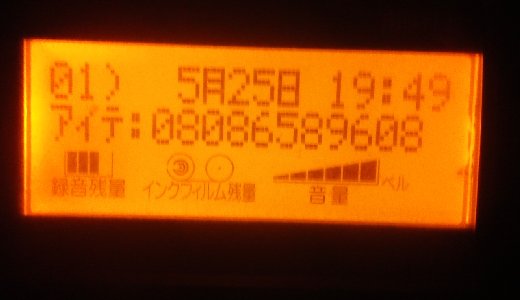 01) 5月25日 19:49
アイテ:08086589608
録音残量 インクフィルム残量 音量 ベル